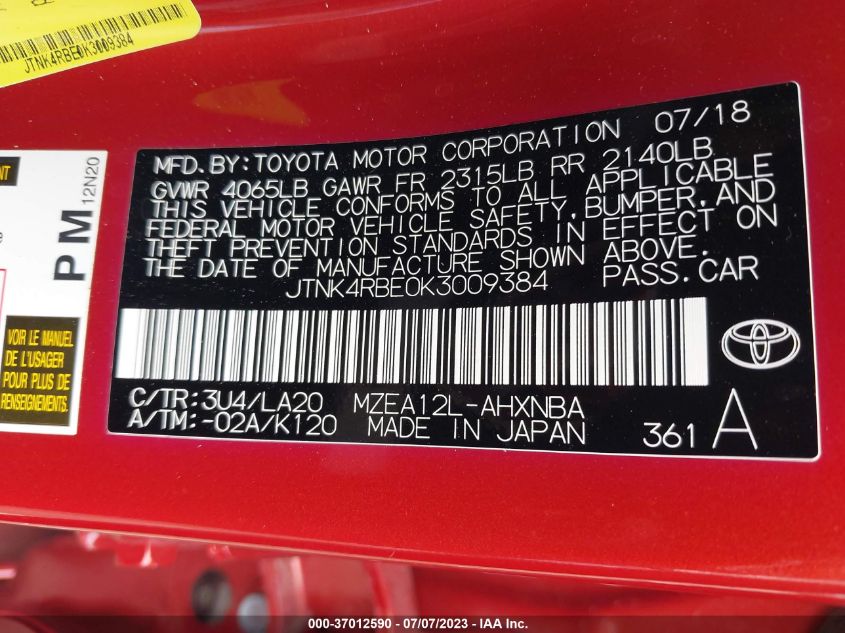 JTNK4RBE0K3009384
ENT
PM
12N20
VOIR LE MANUEL
DE L'USAGER
POUR PLUS DE
RENSEIGNEMENTS
MFD.BY:TOYOTA MOTOR CORPORATION 07/18
GVWR 4065LB GAWR FR 2315LB RR 2140LB
THIS VEHICLE CONFORMS TO ALL APPLICABLE
FEDERAL MOTOR VEHICLE SAFETY,BUMPER,AND
THEFT PREVENTION STANDARDS IN EFFECT ON
THE DATE OF MANUFACTURE SHOWN ABOVE.
JTNK4RBE0K3009384 PASS.CAR
C/TR:3U4/LA20 MZEA12L-AHXNBA
A/TM:-02A/K120 MADE IN JAPAN 361 A
000-37012590 - 07/07/2023 - IAA Inc.